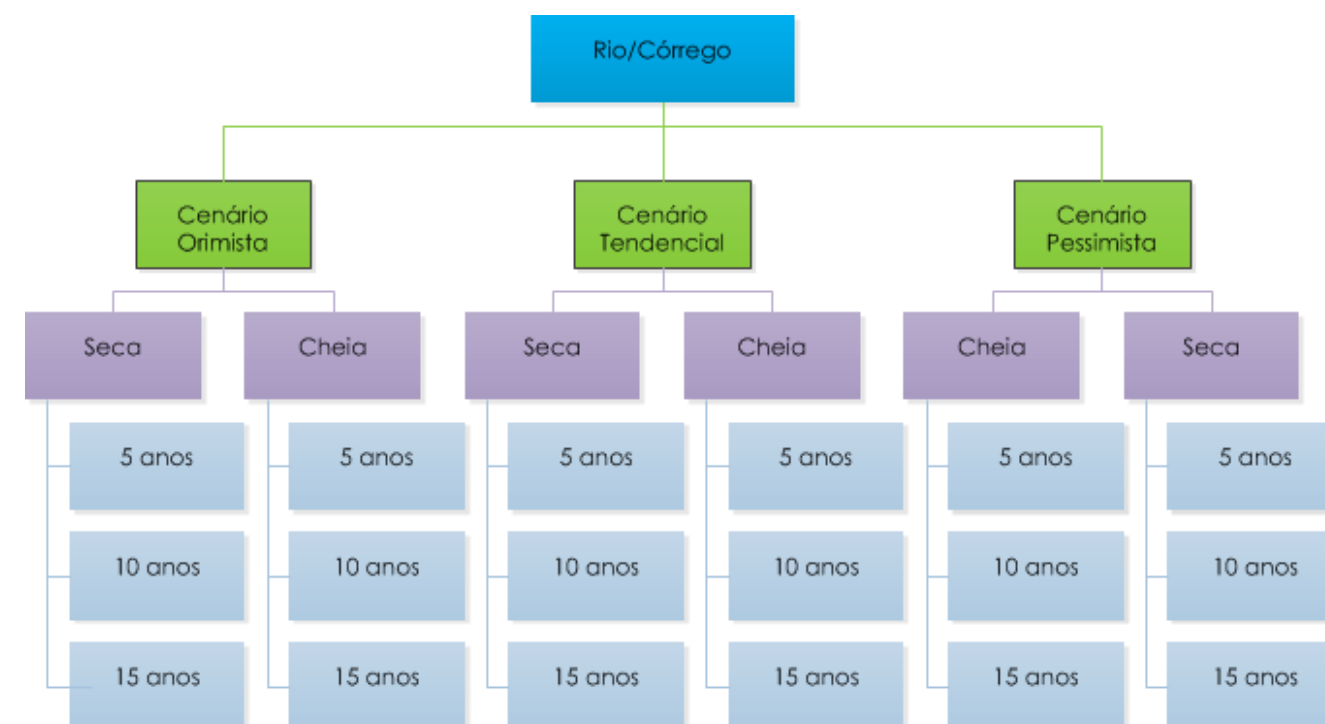 Rio/Córrego
Cenário
Orimista
Cenário
Tendencial
Cenário
Pessimista
Seca
Cheia
Seca
Cheia
Cheia
Seca
5 anos
5 anos
5 anos
5 anos
5 anos
5 anos
10 anos
10 anos
10 anos
10 anos
10 anos
10 anos
15 anos
15 anos
15 anos
15 anos
15 anos
15 anos